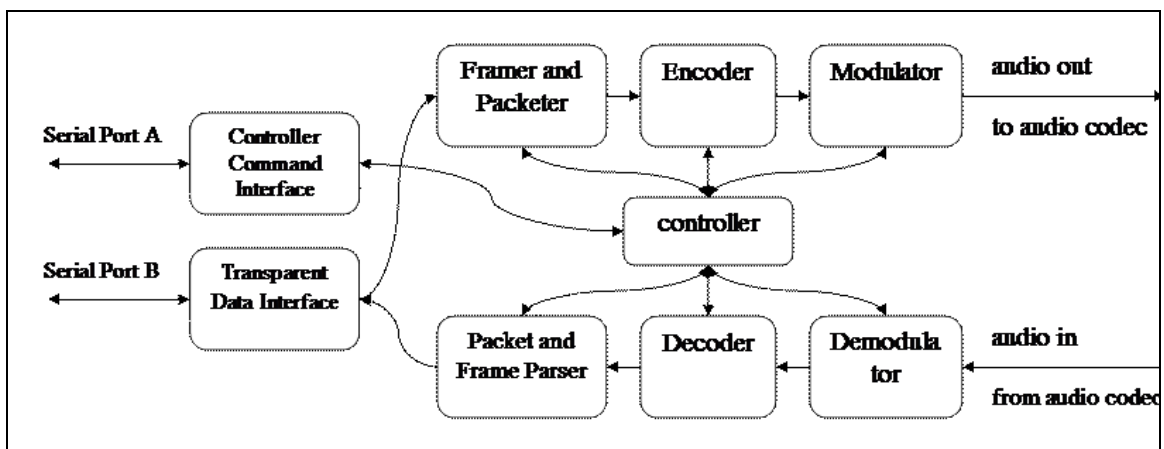 Framer and
Packeter
Encoder
Modulator
audio out
to audio codec
Serial Port A
Controller
Command
Interface
controller
Serial Port B
Transparent
Data Interface
Packet and
Frame Parser
Decoder
Demodula
tor
audio in
from audio codec